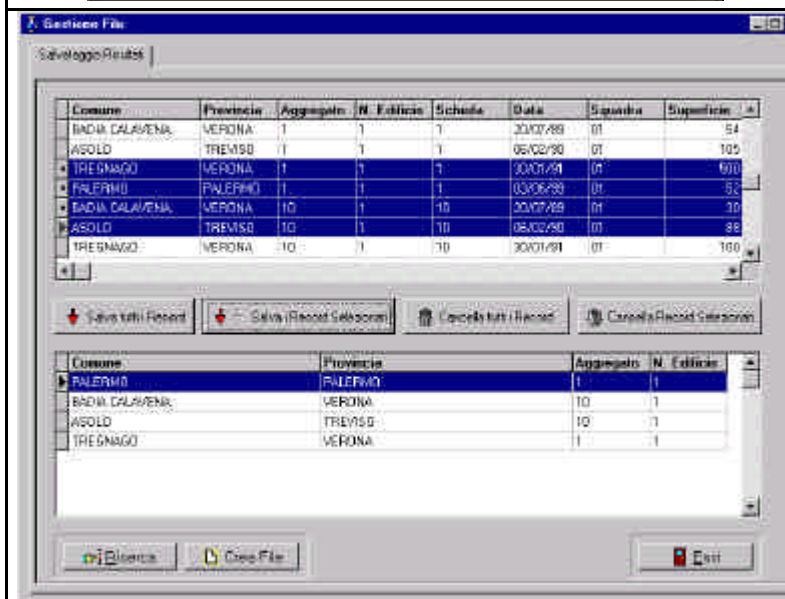 Gestione File
Salvataggio Risultati
Comune Provincia Aggregato N. Edificio Scheda Data Squadra Superficie
BADIA CALAVENA VERONA 1 1 1 20/07/89 01 54
ASOLO TREVISO 1 1 1 06/02/90 01 105
TREGNAGO VERONA 1 1 1 30/01/91 01 600
PALERMO PALERMO 1 1 1 03/06/99 01 52
BADIA CALAVENA VERONA 10 1 10 20/07/89 01 30
ASOLO TREVISO 10 1 10 06/02/90 01 88
TREGNAGO VERONA 10 1 10 30/01/91 01 100
Salva tutti i Record Salva i Record Selezionati Cancella tutti i Record Cancella Record Selezionati
Comune Provincia Aggregato N. Edificio
PALERMO PALERMO 1 1
BADIA CALAVENA VERONA 10 1
ASOLO TREVISO 10 1
TREGNAGO VERONA 1 1
Ricerca Crea File Esci